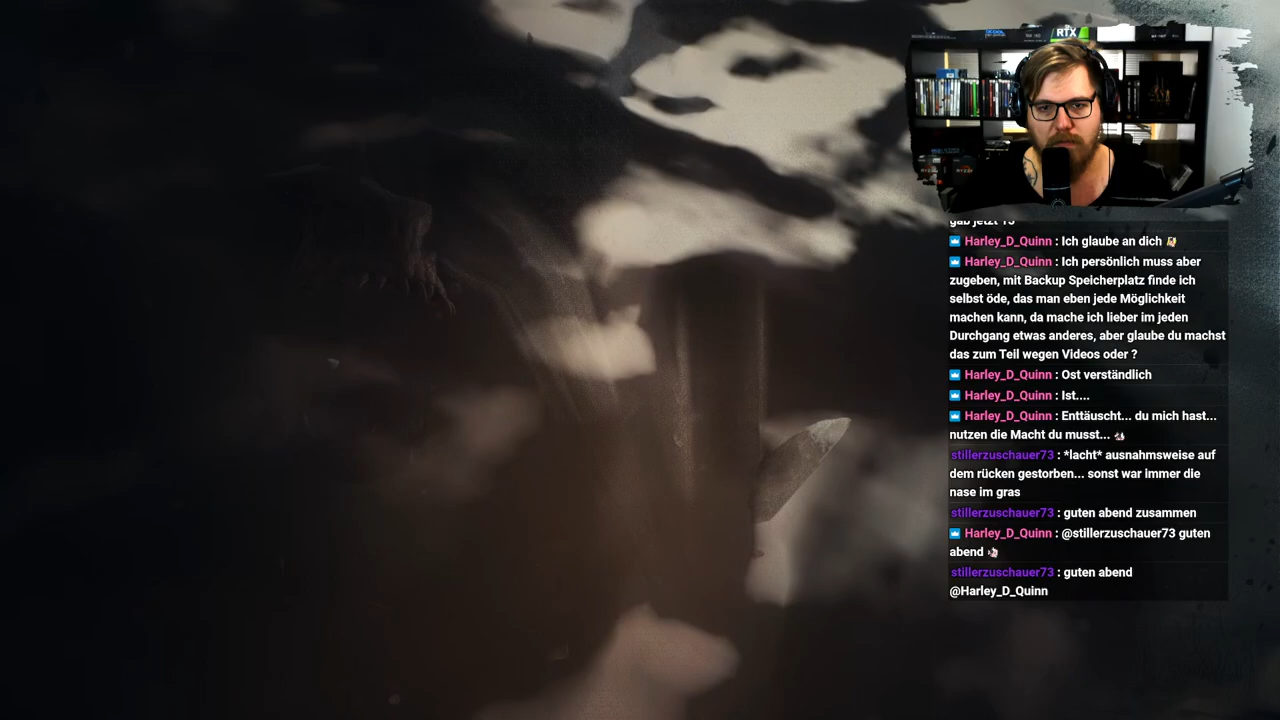 RTX
gab jetzt 15
Harley_D_Quinn : Ich glaube an dich
Harley_D_Quinn : Ich persönlich muss aber
zugeben, mit Backup Speicherplatz finde ich
selbst öde, das man eben jede Möglichkeit
machen kann, da mache ich lieber im jeden
Durchgang etwas anderes, aber glaube du machst
das zum Teil wegen Videos oder ?
Harley_D_Quinn : Ost verständlich
Harley_D_Quinn : Ist....
Harley_D_Quinn : Enttäuscht... du mich hast...
nutzen die Macht du musst...
stillerzuschauer73 : *lacht* ausnahmsweise auf
dem rücken gestorben... sonst war immer die
nase im gras
stillerzuschauer73 : guten abend zusammen
Harley_D_Quinn : @stillerzuschauer73 guten
abend
stillerzuschauer73 : guten abend
@Harley_D_Quinn